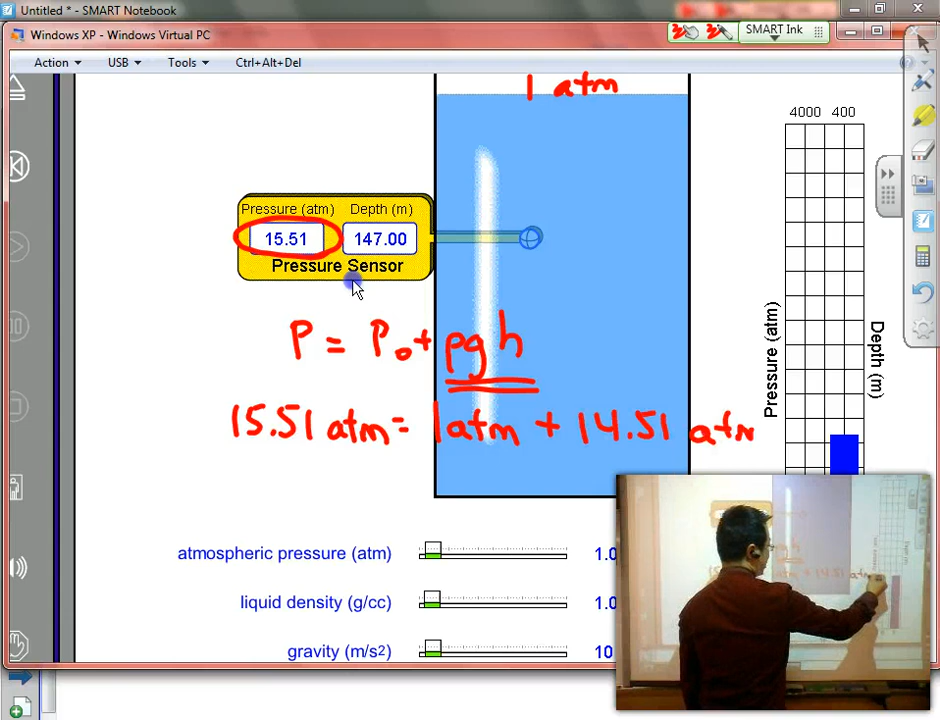 Untitled * - SMART Notebook
Windows XP - Windows Virtual PC
SMART Ink
Action USB Tools Ctrl+Alt+Del
1 atm
4000 400
Pressure (atm) Depth (m)
15.51 147.00
Pressure Sensor
P = P₀ + ρgh
15.51 atm = 1 atm + 14.51 atm
Pressure (atm)
Depth (m)
atmospheric pressure (atm) 1.0
liquid density (g/cc) 1.0
gravity (m/s²) 10